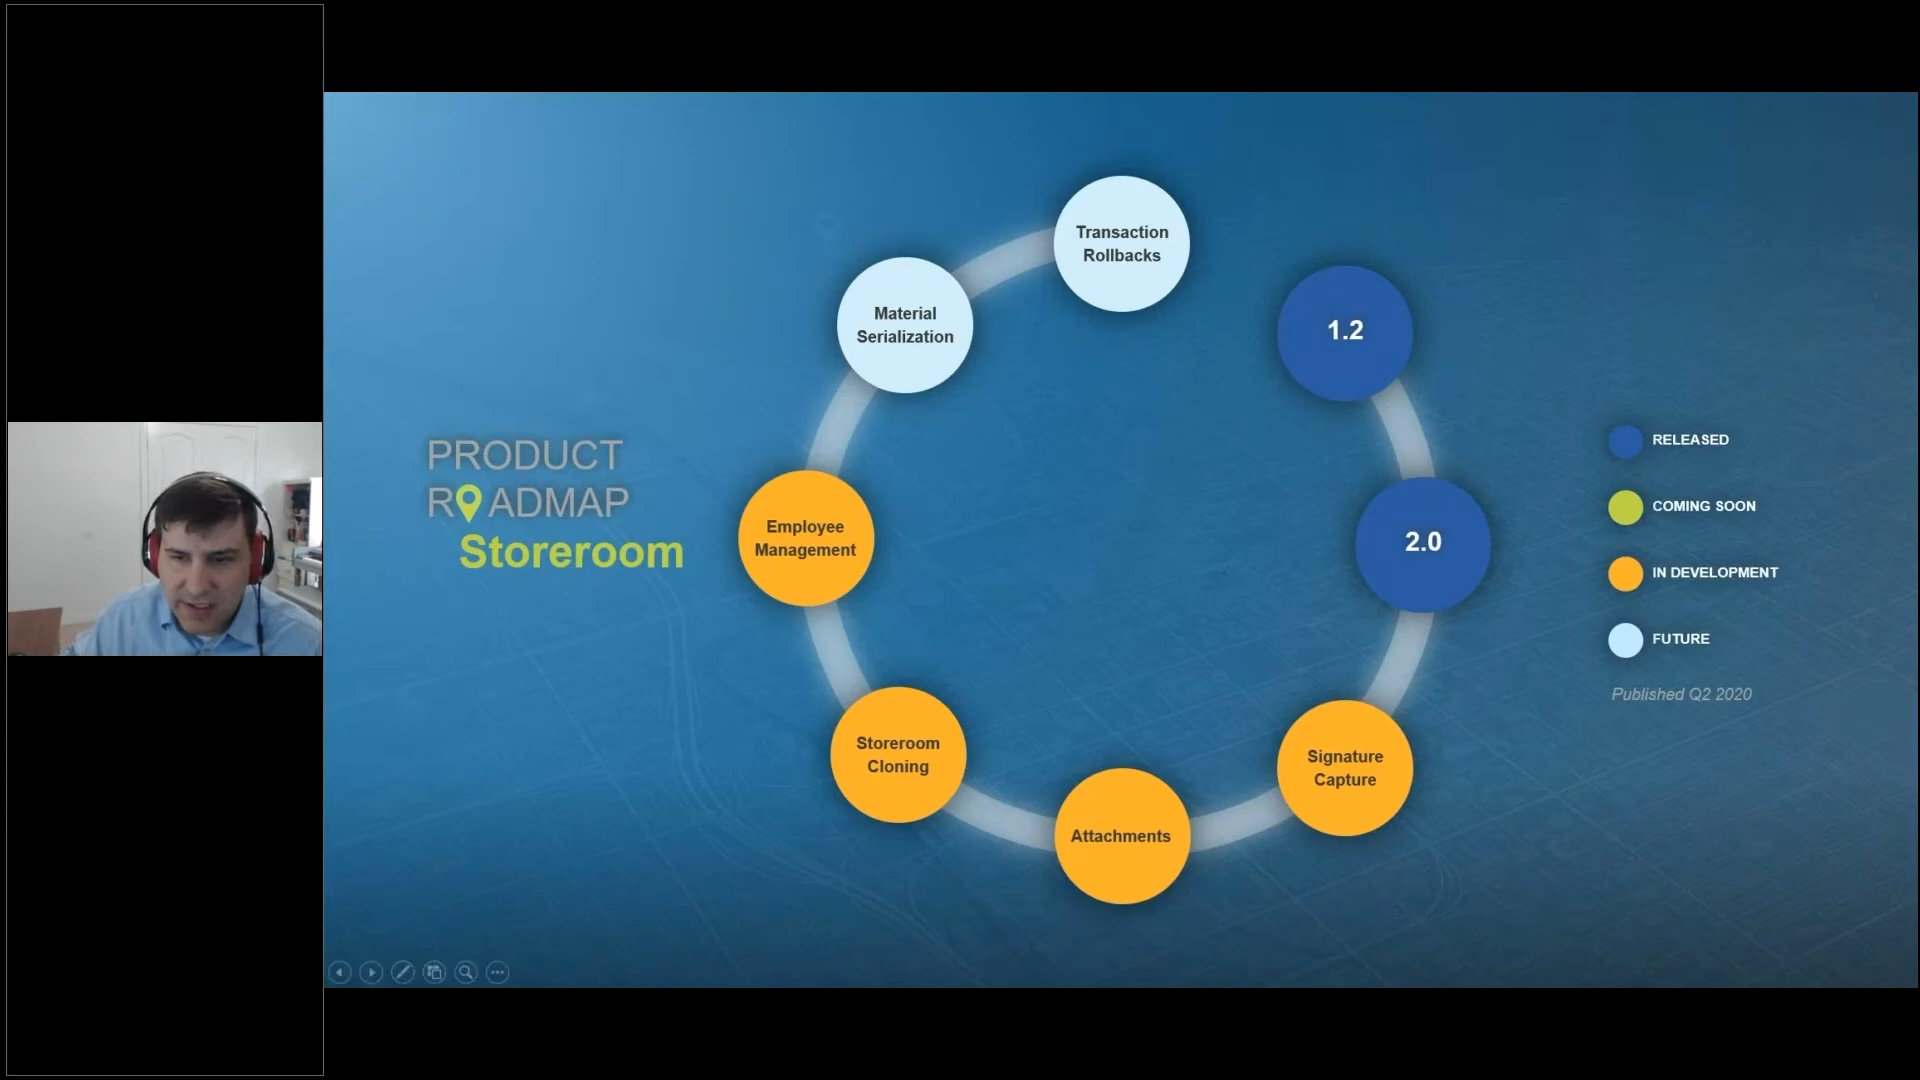 PRODUCT
ROADMAP
Storeroom
Transaction
Rollbacks
1.2
2.0
Signature
Capture
Attachments
Storeroom
Cloning
Employee
Management
Material
Serialization
RELEASED
COMING SOON
IN DEVELOPMENT
FUTURE
Published Q2 2020